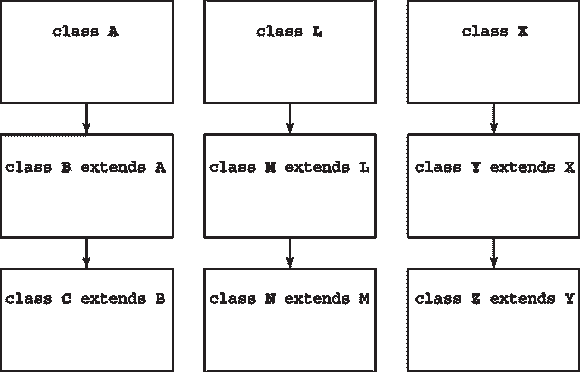 class A
class L
class X
class B extends A
class M extends L
class Y extends X
class C extends B
class N extends M
class Z extends Y